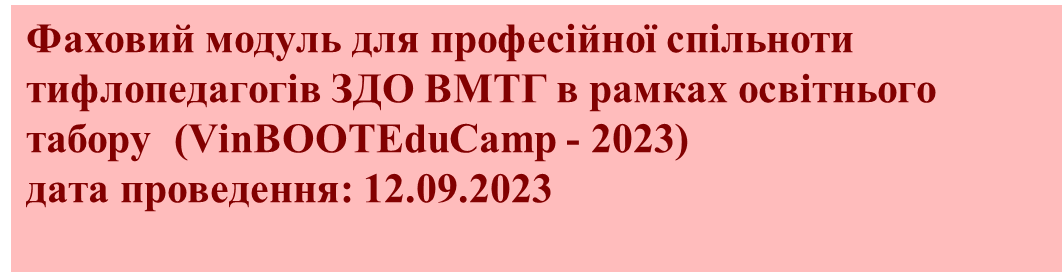 Фаховий модуль для професійної спільноти
тифлопедагогів ЗДО ВМТГ в рамках освітнього
табору  (VinBOOTEduCamp - 2023)
дата проведення: 12.09.2023